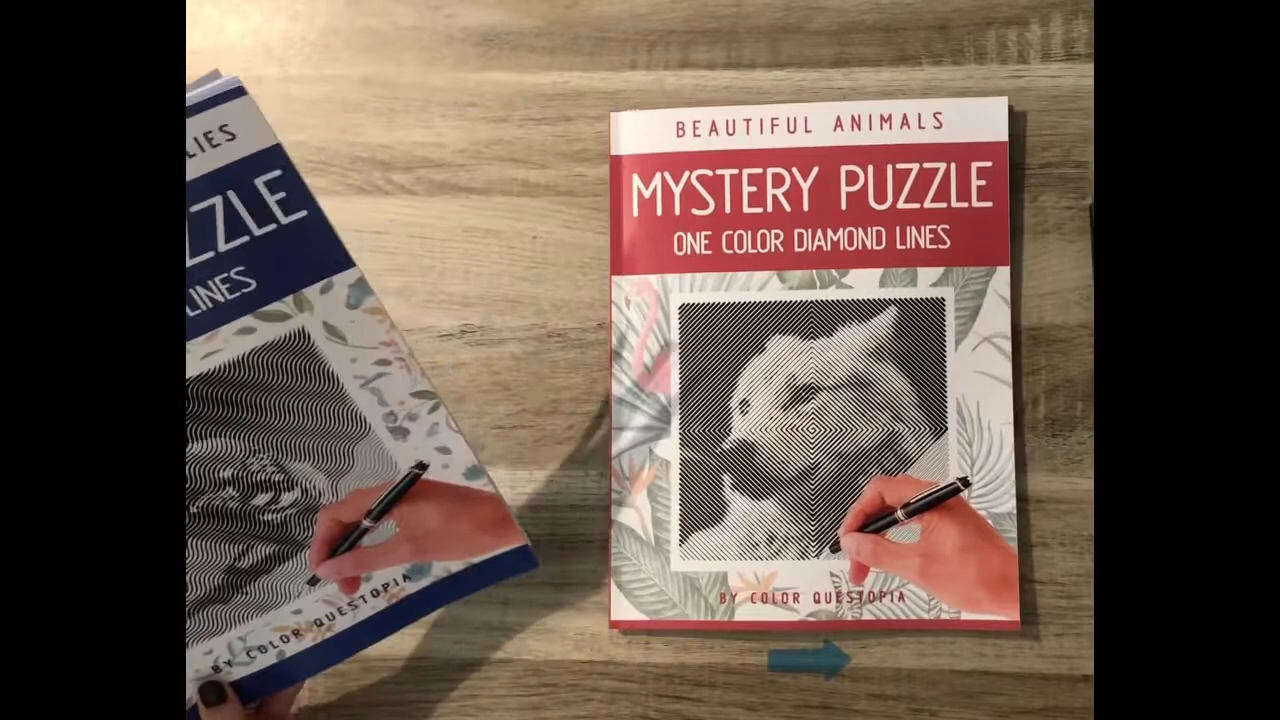 LIES
ZZLE
LINES
BY COLOR QUESTOPIA
BEAUTIFUL ANIMALS
MYSTERY PUZZLE
ONE COLOR DIAMOND LINES
BY COLOR QUESTOPIA